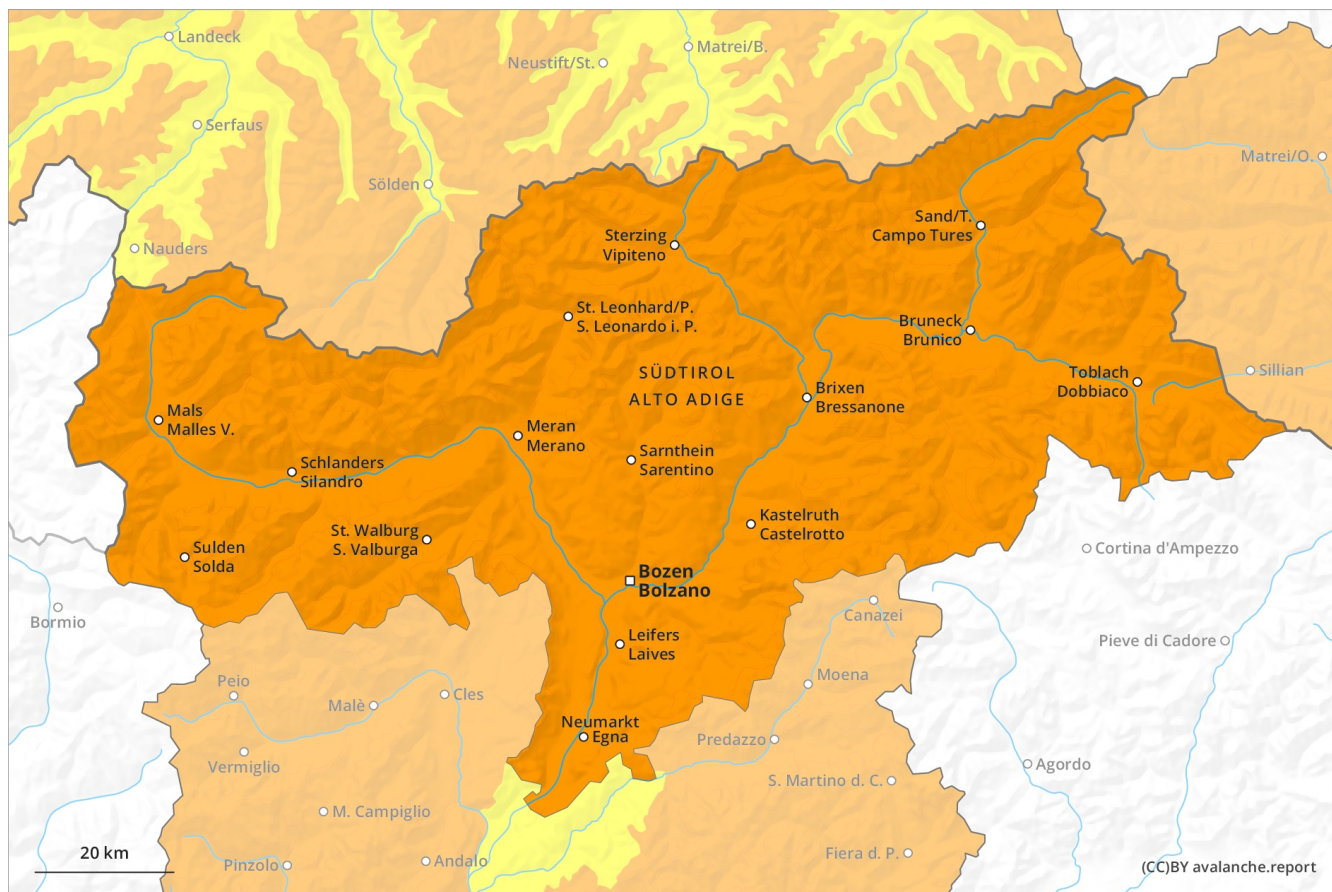 Landeck
Matrei/B.
Neustift/St.
Serfaus
Matrei/O.
Sölden
Sand/T.
Campo Tures
Sterzing
Vipiteno
Nauders
St. Leonhard/P.
S. Leonardo i. P.
Bruneck
Brunico
SÜDTIROL
ALTO ADIGE
Toblach
Dobbiaco
Sillian
Brixen
Bressanone
Mals
Malles V.
Meran
Merano
Sarnthein
Sarentino
Schlanders
Silandro
Kastelruth
Castelrotto
St. Walburg
S. Valburga
Sulden
Solda
Cortina d'Ampezzo
Bozen
Bolzano
Bormio
Canazei
Leifers
Laives
Pieve di Cadore
Peio
Moena
Malè
Cles
Neumarkt
Egna
Predazzo
Vermiglio
Agordo
S. Martino d. C.
M. Campiglio
20 km
Pinzolo
Andalo
Fiera d. P.
(CC)BY avalanche.report